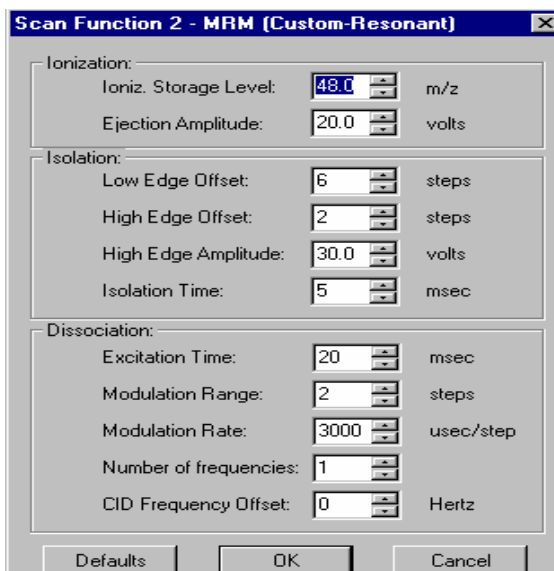 Scan Function 2 - MRM (Custom-Resonant)
Ionization:
Ioniz. Storage Level: 48.0 m/z
Ejection Amplitude: 20.0 volts
Isolation:
Low Edge Offset: 6 steps
High Edge Offset: 2 steps
High Edge Amplitude: 30.0 volts
Isolation Time: 5 msec
Dissociation:
Excitation Time: 20 msec
Modulation Range: 2 steps
Modulation Rate: 3000 usec/step
Number of frequencies: 1
CID Frequency Offset: 0 Hertz
Defaults OK Cancel